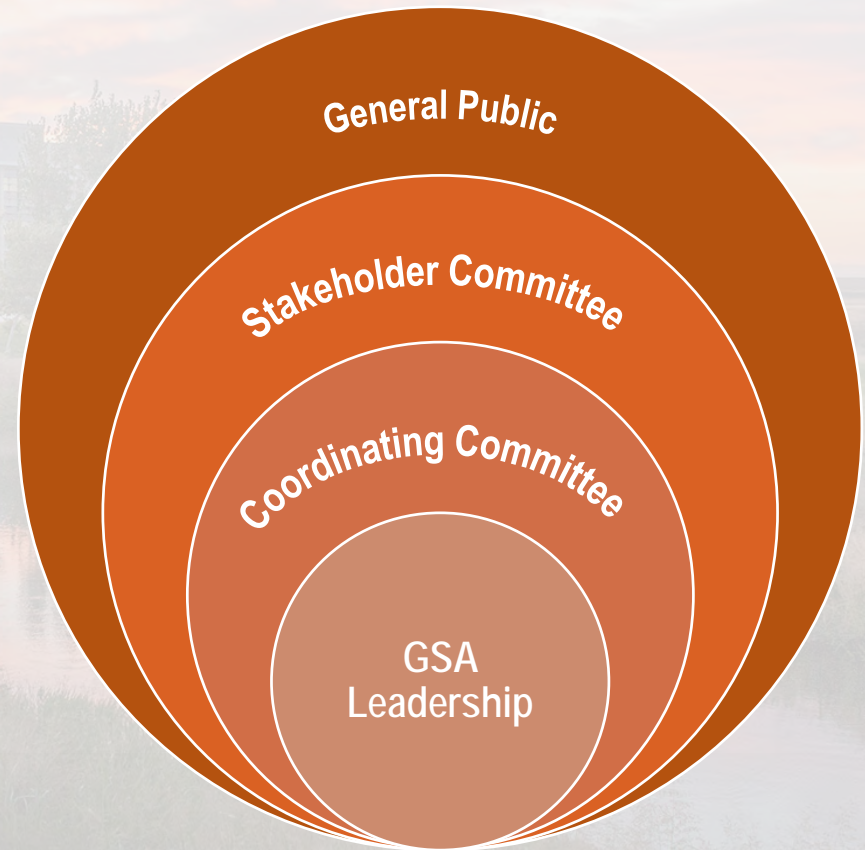 General Public
Stakeholder Committee
Coordinating Committee
GSA
Leadership